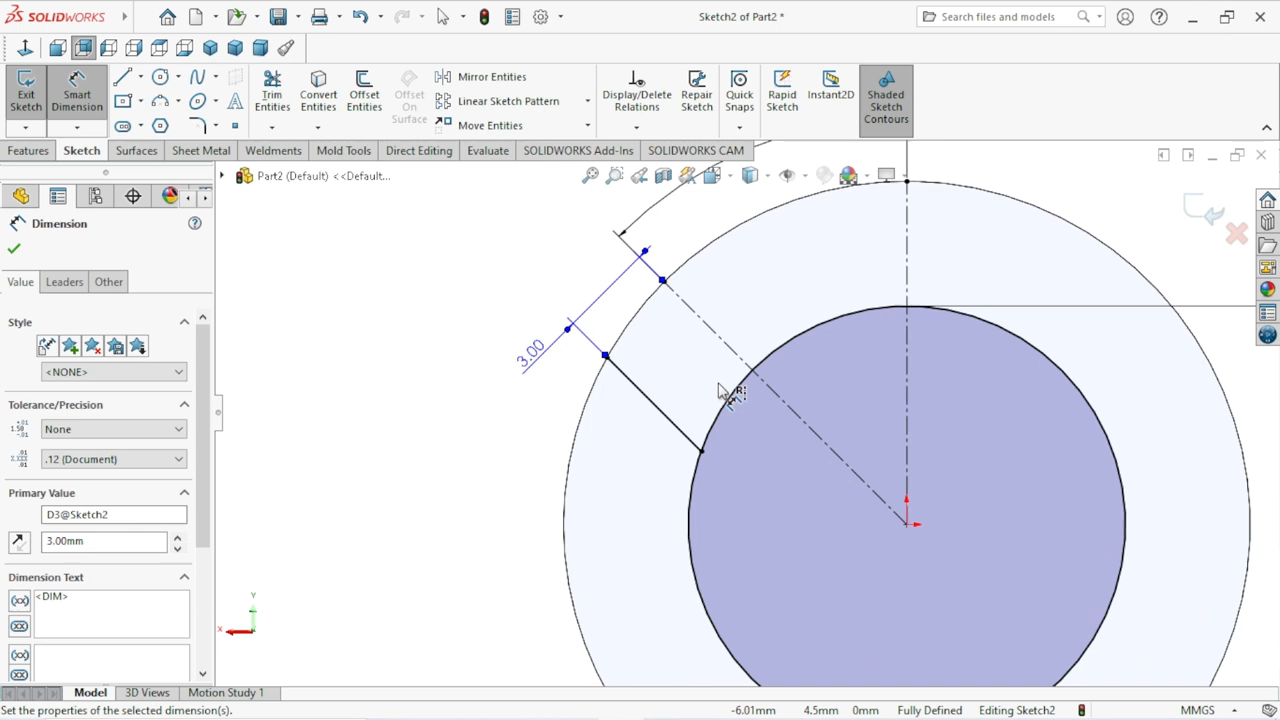 SOLIDWORKS
Sketch2 of Part2 *
Search files and models
Exit Sketch
Smart Dimension
Trim Entities
Convert Entities
Offset Entities
Offset On Surface
Mirror Entities
Linear Sketch Pattern
Move Entities
Display/Delete Relations
Repair Sketch
Quick Snaps
Rapid Sketch
Instant2D
Shaded Sketch Contours
Features
Sketch
Surfaces
Sheet Metal
Weldments
Mold Tools
Direct Editing
Evaluate
SOLIDWORKS Add-Ins
SOLIDWORKS CAM
Part2 (Default) <<Default...
Dimension
Value
Leaders
Other
Style
<NONE>
Tolerance/Precision
None
.12 (Document)
Primary Value
D3@Sketch2
3.00mm
Dimension Text
<DIM>
3.00
Y
X
Model
3D Views
Motion Study 1
Set the properties of the selected dimension(s).
-6.01mm
4.5mm
0mm
Fully Defined
Editing Sketch2
MMGS